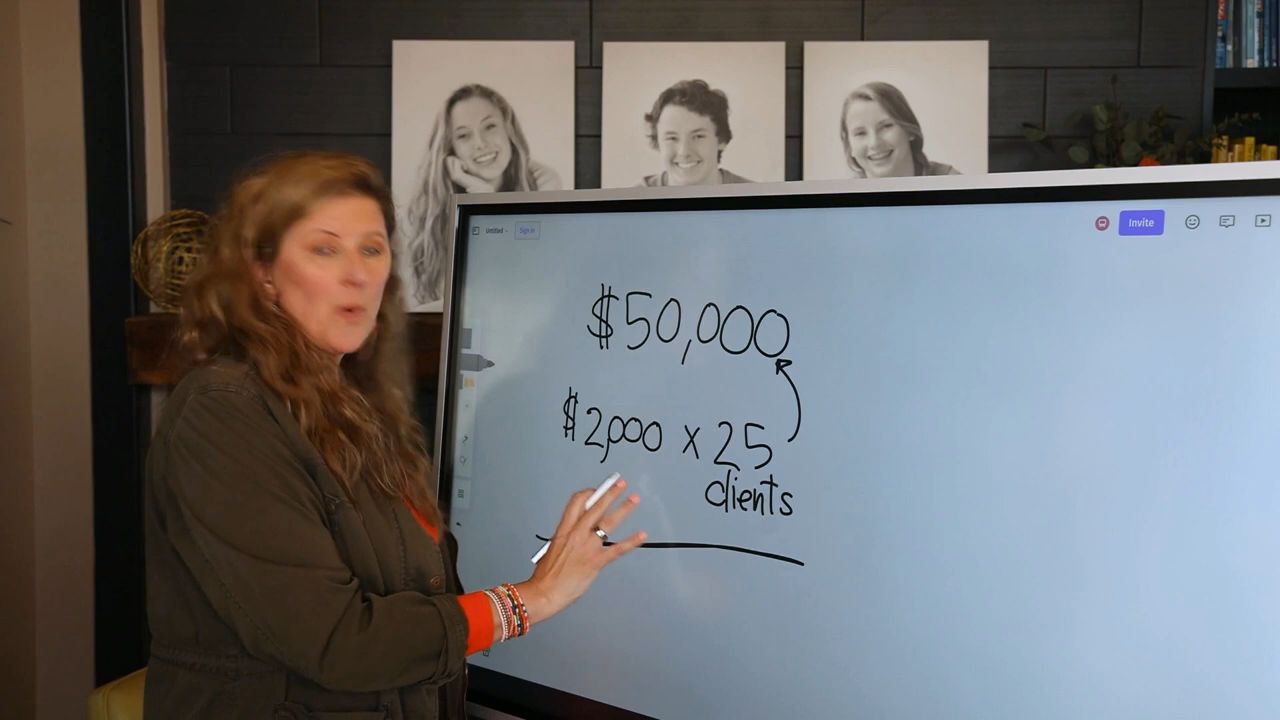 Untitled
Sign in
Invite
$50,000
$2,000 x 25
clients